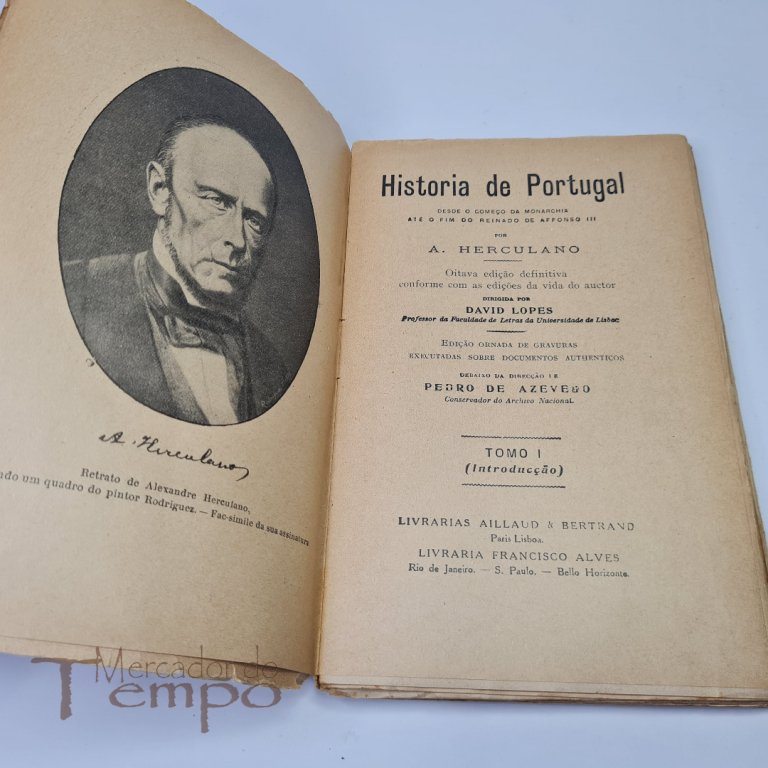 A. Herculano
Retrato de Alexandre Herculano,
do um quadro do pintor Rodriguez. — Fac-simile da sua assinatura
Historia de Portugal
DESDE O COMEÇO DA MONARCHIA
ATÉ O FIM DO REINADO DE AFFONSO III
POR
A. HERCULANO
Oitava edição definitiva
conforme com as edições da vida do auctor
DIRIGIDA POR
DAVID LOPES
Professor da Faculdade de Letras da Universidade de Lisboa
EDIÇÃO ORNADA DE GRAVURAS
EXECUTADAS SOBRE DOCUMENTOS AUTHENTICOS
DEBAIXO DA DIRECÇÃO DE
PEDRO DE AZEVEDO
Conservador do Archivo Nacional.
TOMO I
(Introducção)
LIVRARIAS AILLAUD & BERTRAND
Paris Lisboa.
LIVRARIA FRANCISCO ALVES
Rio de Janeiro. — S. Paulo. — Bello Horizonte.
Mercador do
Tempo